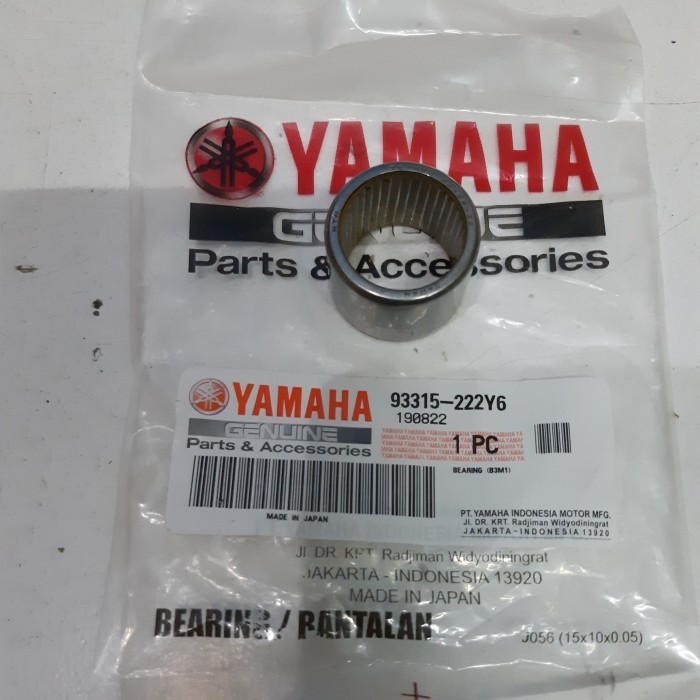 YAMAHA
GENUINE
Parts & Accessories
YAMAHA
GENUINE
Parts & Accessories
93315-222Y6
190822
1 PC
BEARING (B3M1)
MADE IN JAPAN
PT. YAMAHA INDONESIA MOTOR MFG.
Jl. DR. KRT. Radjiman Widyodiningrat
JAKARTA - INDONESIA 13920
Jl DR. KRT. Radjiman Widyodiningrat
JAKARTA - INDONESIA 13920
MADE IN JAPAN
BEARING / BANTALAN
J056 (15x10x0.05)